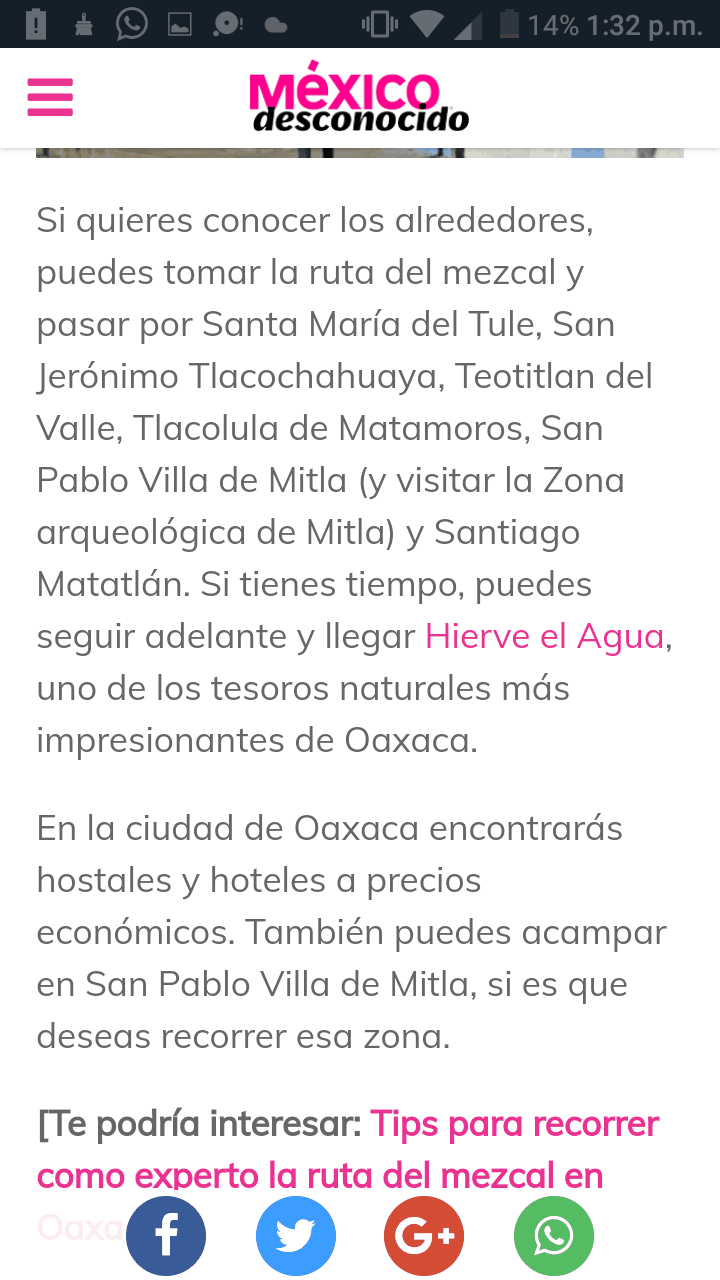 14% 1:32 p.m.
México
desconocido
Si quieres conocer los alrededores,
puedes tomar la ruta del mezcal y
pasar por Santa María del Tule, San
Jerónimo Tlacochahuaya, Teotitlan del
Valle, Tlacolula de Matamoros, San
Pablo Villa de Mitla (y visitar la Zona
arqueológica de Mitla) y Santiago
Matatlán. Si tienes tiempo, puedes
seguir adelante y llegar Hierve el Agua,
uno de los tesoros naturales más
impresionantes de Oaxaca.
En la ciudad de Oaxaca encontrarás
hostales y hoteles a precios
económicos. También puedes acampar
en San Pablo Villa de Mitla, si es que
deseas recorrer esa zona.
[Te podría interesar: Tips para recorrer
como experto la ruta del mezcal en
Oaxa
f G+